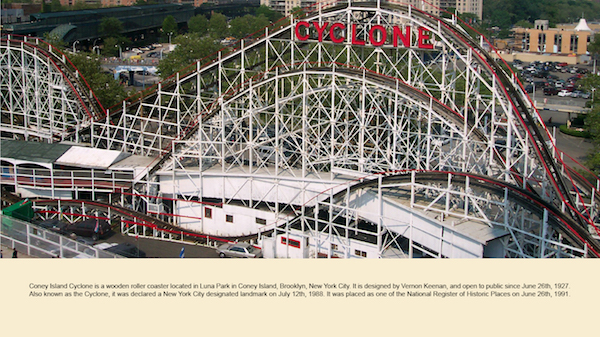 CYCLONE
Coney Island Cyclone is a wooden roller coaster located in Luna Park in Coney Island, Brooklyn, New York City. It is designed by Vernon Keenan, and open to public since June 26th, 1927.
Also known as the Cyclone, it was declared a New York City designated landmark on July 12th, 1988. It was placed as one of the National Register of Historic Places on June 26th, 1991.